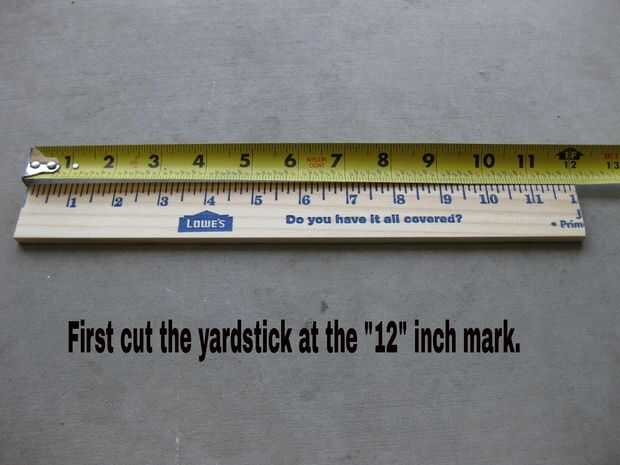 1 2 3 4 5 6 7 8 9 10 11 12 13
1 2 3 4 5 6 7 8 9 10 11 1
LOWE'S Do you have it all covered? J
• Prim
First cut the yardstick at the "12" inch mark.